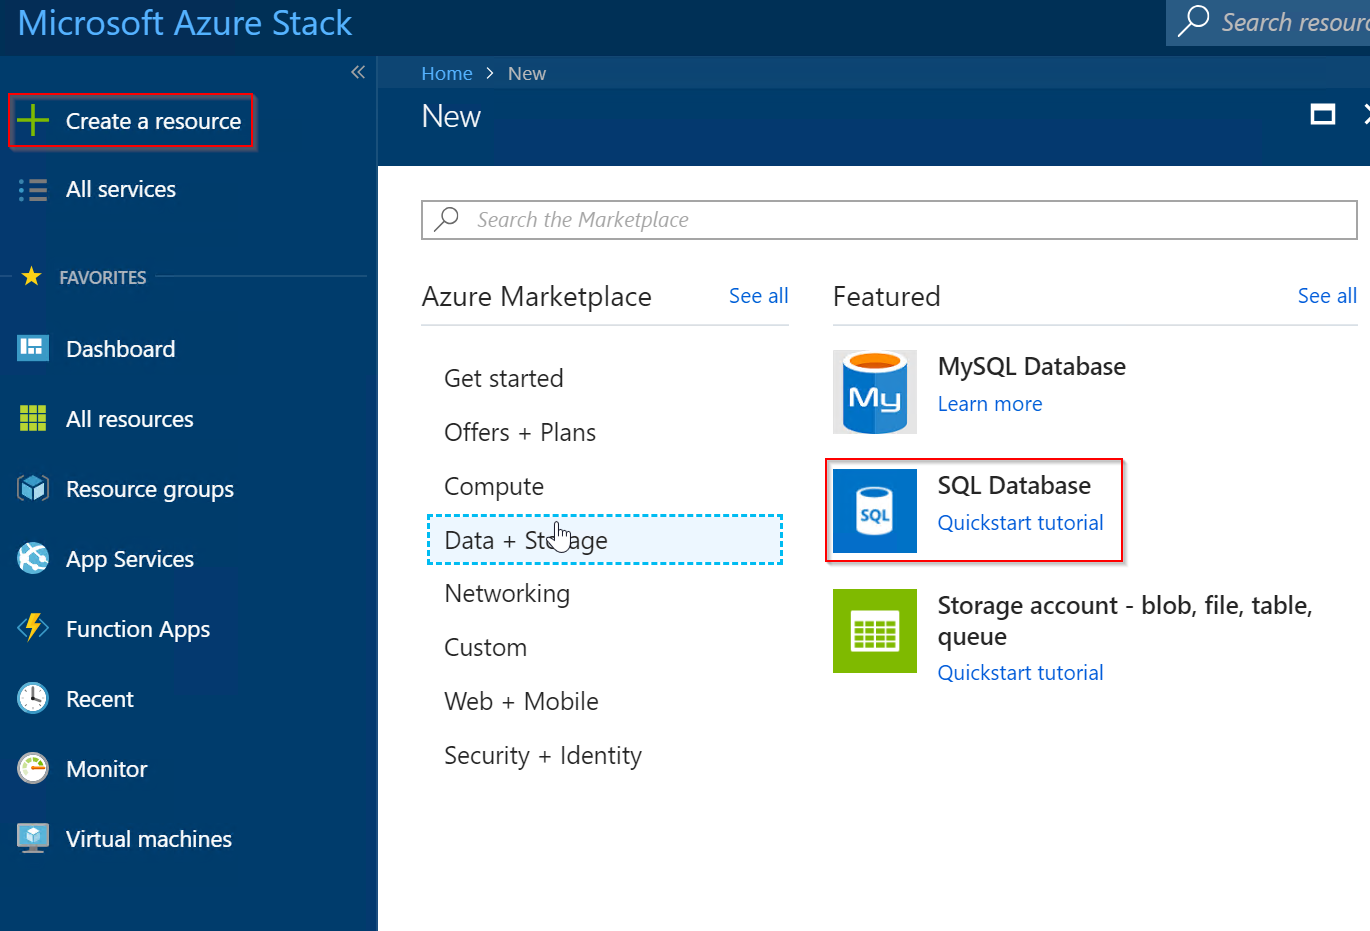 Microsoft Azure Stack
Search resourc
Home > New
New
Create a resource
All services
FAVORITES
Dashboard
All resources
Resource groups
App Services
Function Apps
Recent
Monitor
Virtual machines
Search the Marketplace
Azure Marketplace
See all
Get started
Offers + Plans
Compute
Data + Storage
Networking
Custom
Web + Mobile
Security + Identity
Featured
See all
My
MySQL Database
Learn more
SQL
SQL Database
Quickstart tutorial
Storage account - blob, file, table,
queue
Quickstart tutorial